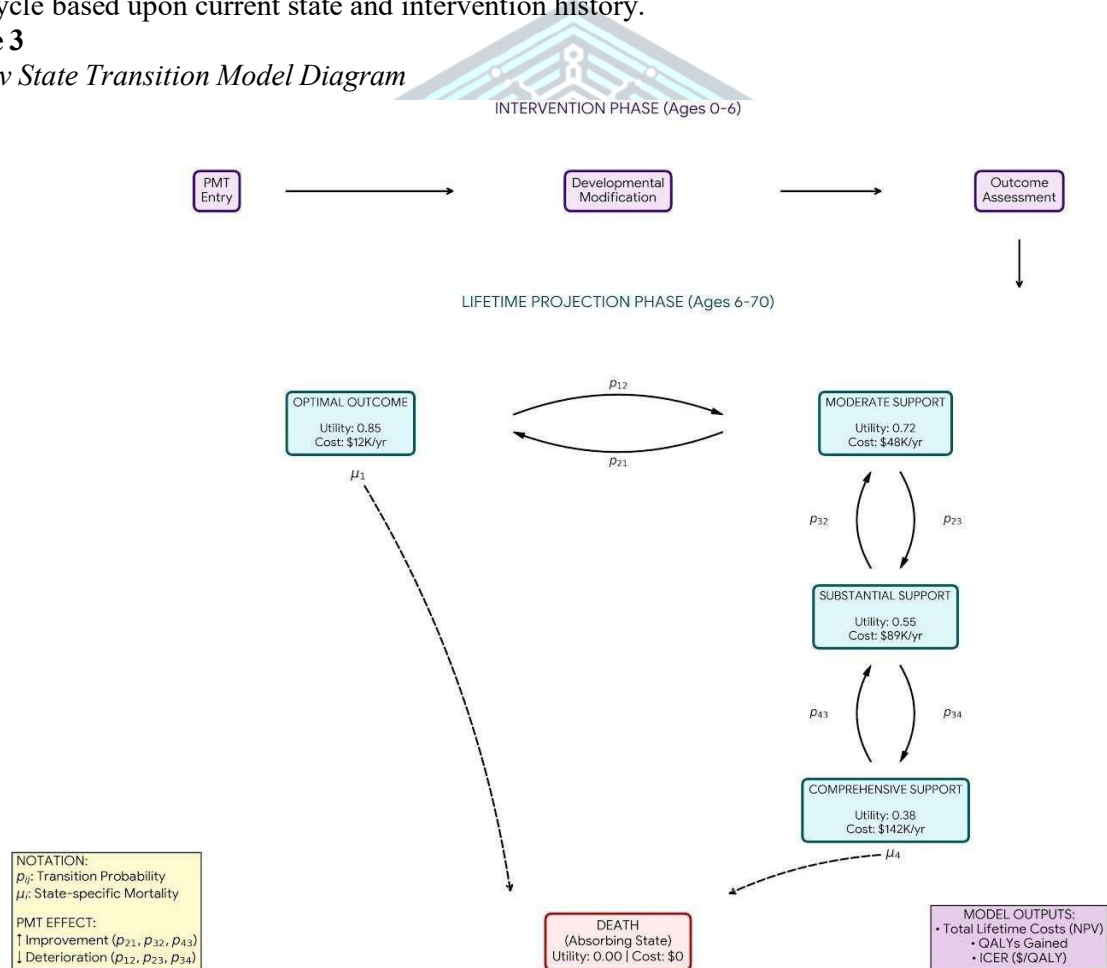 ycle based upon current state and intervention history.
e 3
v State Transition Model Diagram
INTERVENTION PHASE (Ages 0-6)
PMT
Entry
Developmental
Modification
Outcome
Assessment
LIFETIME PROJECTION PHASE (Ages 6-70)
p₁₂
OPTIMAL OUTCOME
Utility: 0.85
Cost: $12K/yr
MODERATE SUPPORT
Utility: 0.72
Cost: $48K/yr
p₂₁
μ₁
p₃₂
p₂₃
SUBSTANTIAL SUPPORT
Utility: 0.55
Cost: $89K/yr
p₄₃
p₃₄
COMPREHENSIVE SUPPORT
Utility: 0.38
Cost: $142K/yr
μ₄
NOTATION:
pᵢⱼ: Transition Probability
μᵢ: State-specific Mortality
PMT EFFECT:
↑ Improvement (p₂₁, p₃₂, p₄₃)
↓ Deterioration (p₁₂, p₂₃, p₃₄)
DEATH
(Absorbing State)
Utility: 0.00 | Cost: $0
MODEL OUTPUTS:
• Total Lifetime Costs (NPV)
• QALYs Gained
• ICER ($/QALY)